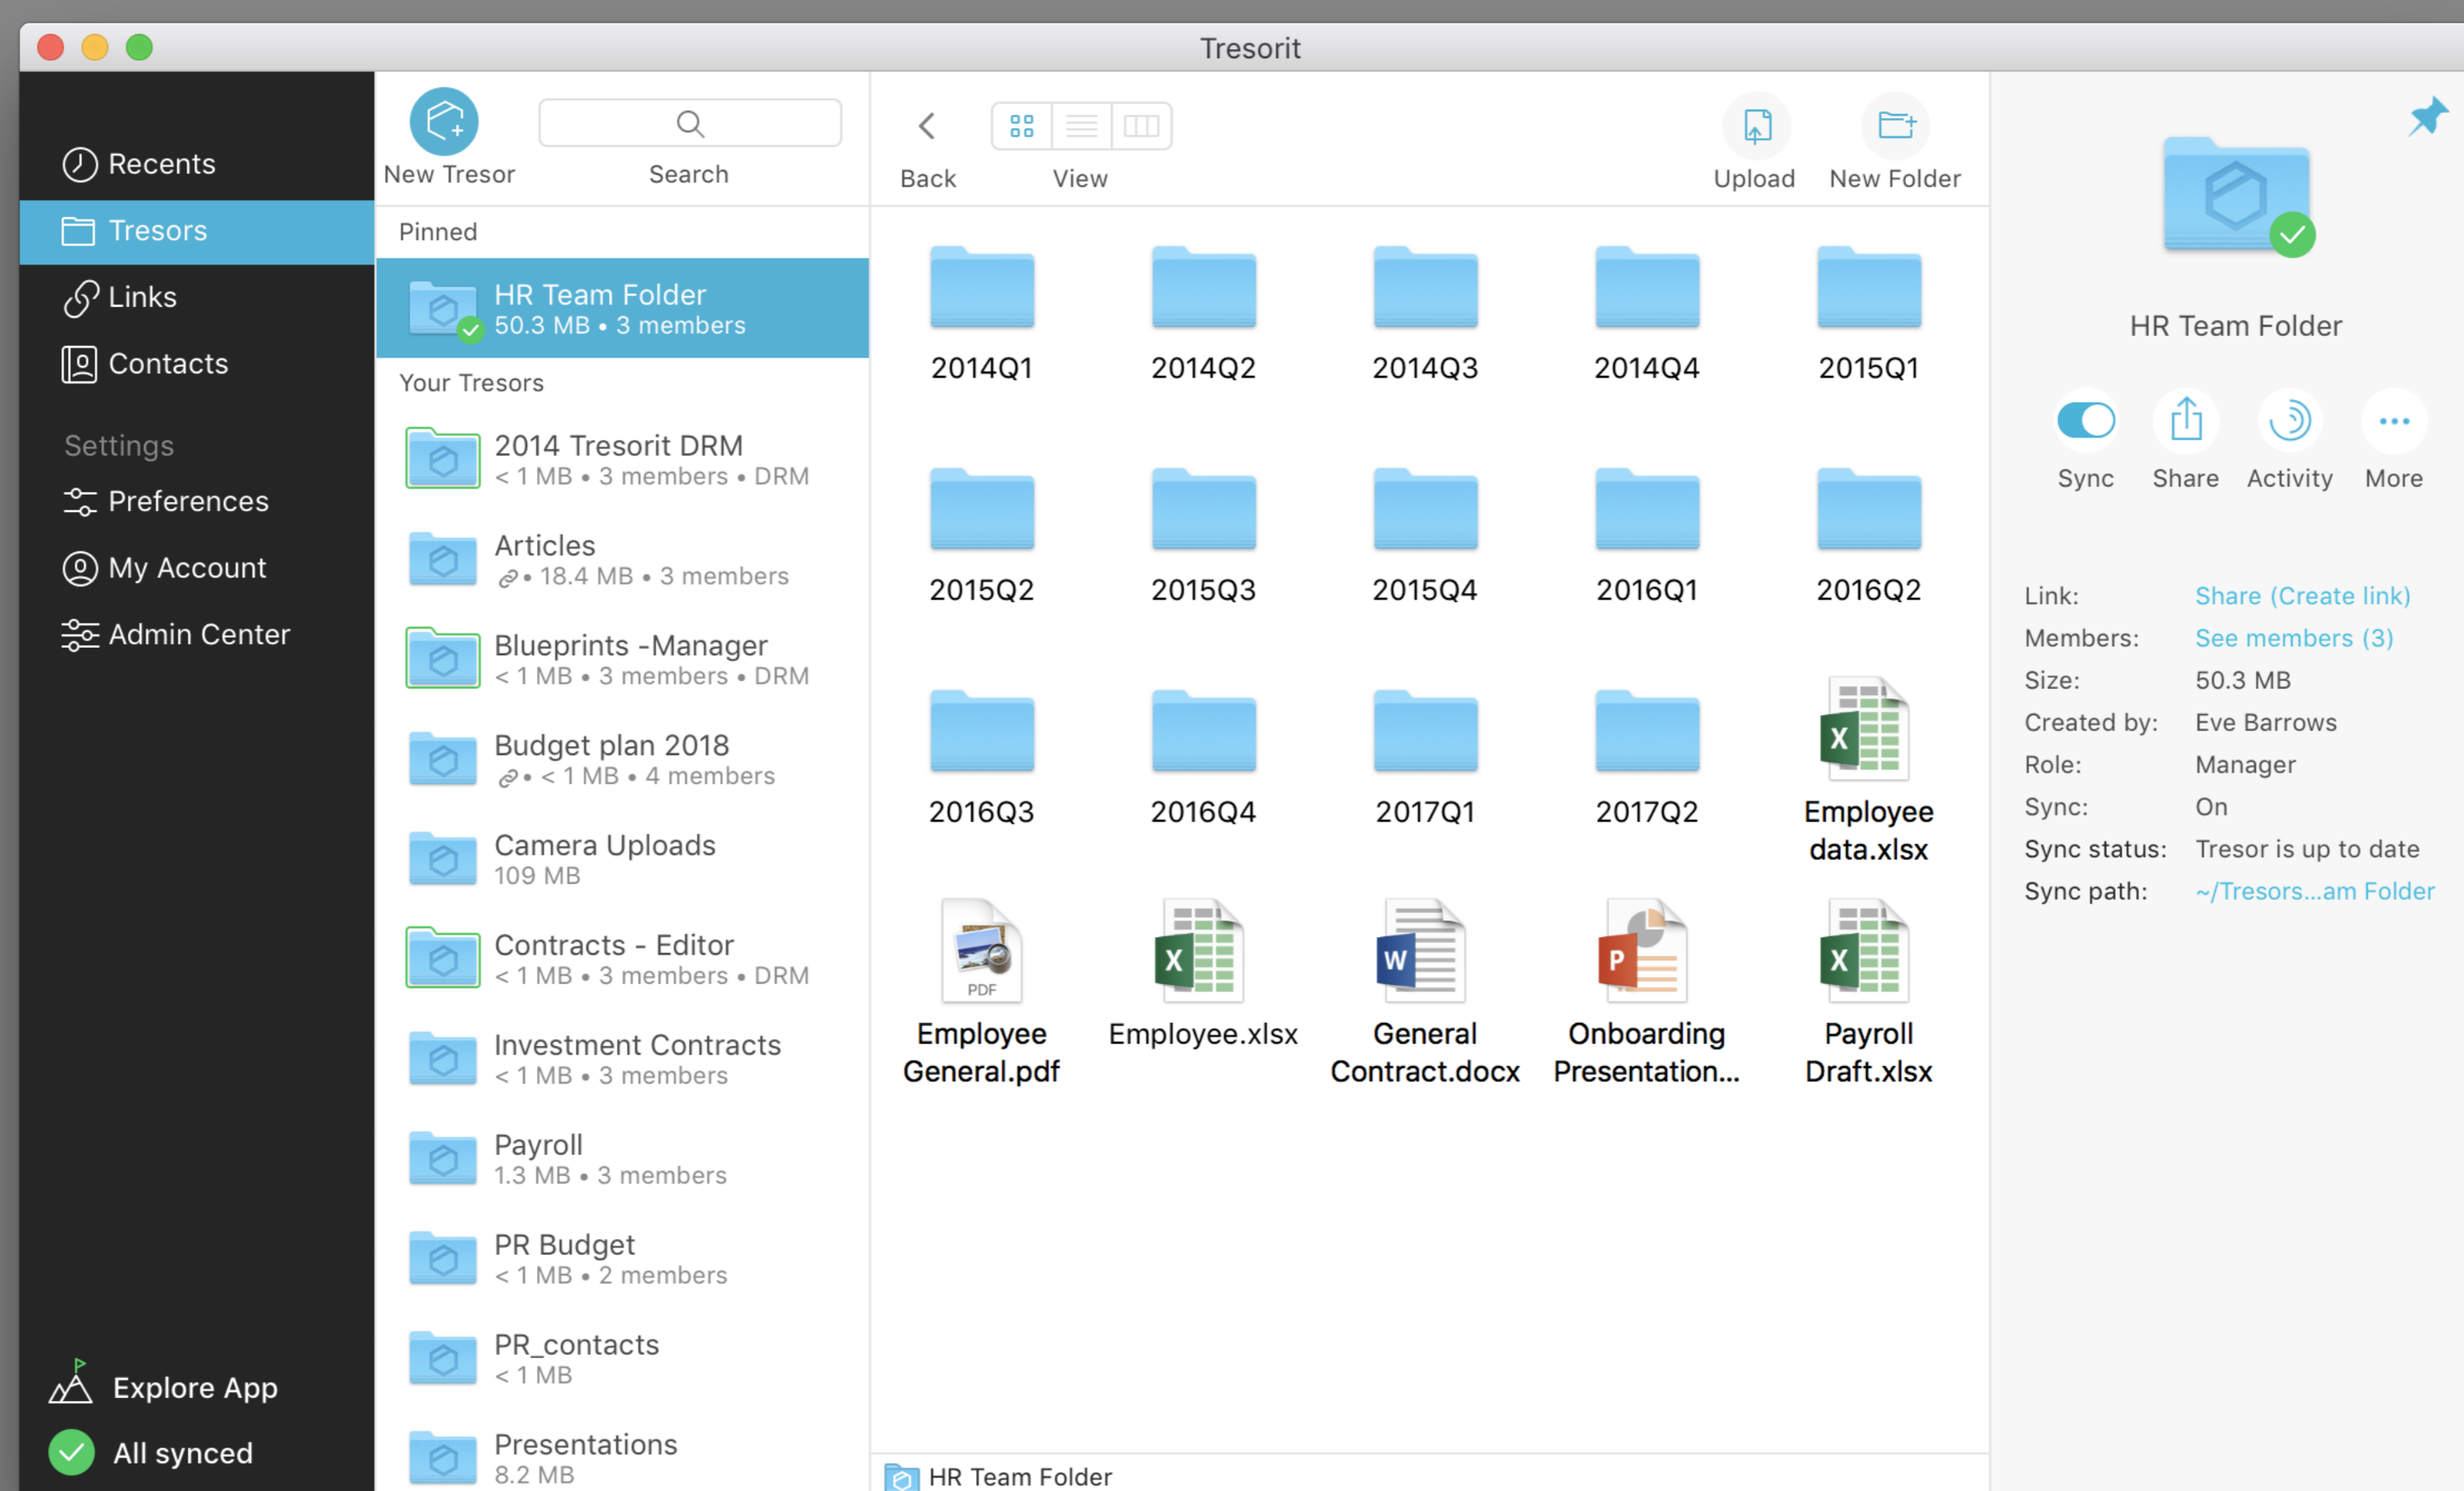 Tresorit
Recents
Tresors
Links
Contacts
Settings
Preferences
My Account
Admin Center
Explore App
All synced
New Tresor
Search
Pinned
HR Team Folder
50.3 MB • 3 members
Your Tresors
2014 Tresorit DRM
< 1 MB • 3 members • DRM
Articles
• 18.4 MB • 3 members
Blueprints -Manager
< 1 MB • 3 members • DRM
Budget plan 2018
• < 1 MB • 4 members
Camera Uploads
109 MB
Contracts - Editor
< 1 MB • 3 members • DRM
Investment Contracts
< 1 MB • 3 members
Payroll
1.3 MB • 3 members
PR Budget
< 1 MB • 2 members
PR_contacts
< 1 MB
Presentations
8.2 MB
Back
View
Upload
New Folder
2014Q1
2014Q2
2014Q3
2014Q4
2015Q1
2015Q2
2015Q3
2015Q4
2016Q1
2016Q2
2016Q3
2016Q4
2017Q1
2017Q2
X
Employee
data.xlsx
PDF
Employee
General.pdf
X
Employee.xlsx
W
General
Contract.docx
P
Onboarding
Presentation...
X
Payroll
Draft.xlsx
HR Team Folder
HR Team Folder
Sync
Share
Activity
More
Link: Share (Create link)
Members: See members (3)
Size: 50.3 MB
Created by: Eve Barrows
Role: Manager
Sync: On
Sync status: Tresor is up to date
Sync path: ~/Tresors...am Folder